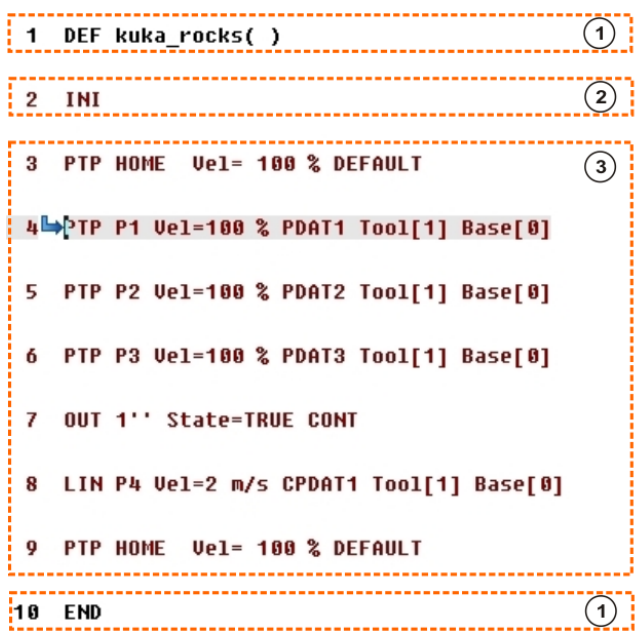 1 DEF kuka_rocks( ) 1
2 INI 2
3 PTP HOME Vel= 100 % DEFAULT 3
4 PTP P1 Vel=100 % PDAT1 Tool[1] Base[0]
5 PTP P2 Vel=100 % PDAT2 Tool[1] Base[0]
6 PTP P3 Vel=100 % PDAT3 Tool[1] Base[0]
7 OUT 1'' State=TRUE CONT
8 LIN P4 Vel=2 m/s CPDAT1 Tool[1] Base[0]
9 PTP HOME Vel= 100 % DEFAULT
10 END 1